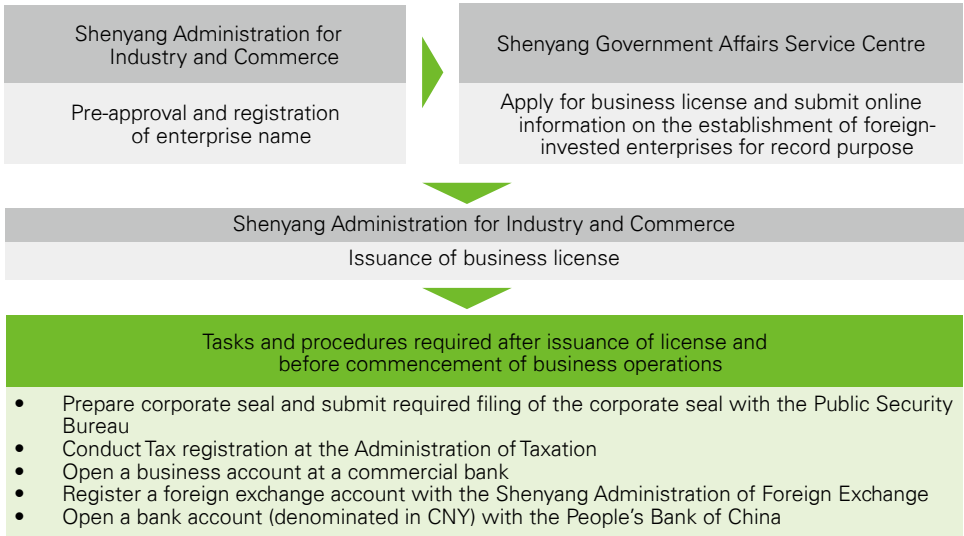 Shenyang Administration for
Industry and Commerce
Pre-approval and registration
of enterprise name
Shenyang Government Affairs Service Centre
Apply for business license and submit online
information on the establishment of foreign-
invested enterprises for record purpose
Shenyang Administration for Industry and Commerce
Issuance of business license
Tasks and procedures required after issuance of license and
before commencement of business operations
• Prepare corporate seal and submit required filing of the corporate seal with the Public Security
Bureau
• Conduct Tax registration at the Administration of Taxation
• Open a business account at a commercial bank
• Register a foreign exchange account with the Shenyang Administration of Foreign Exchange
• Open a bank account (denominated in CNY) with the People's Bank of China